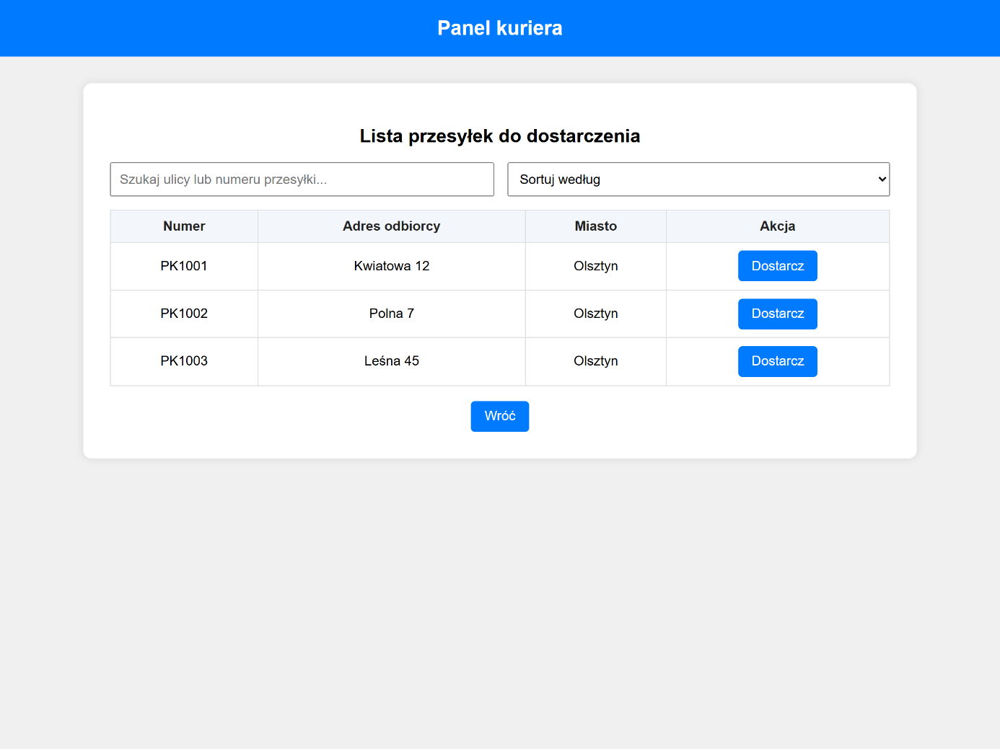 Panel kuriera
Lista przesyłek do dostarczenia
Szukaj ulicy lub numeru przesyłki... Sortuj według
Numer Adres odbiorcy Miasto Akcja
PK1001 Kwiatowa 12 Olsztyn Dostarcz
PK1002 Polna 7 Olsztyn Dostarcz
PK1003 Leśna 45 Olsztyn Dostarcz
Wróć